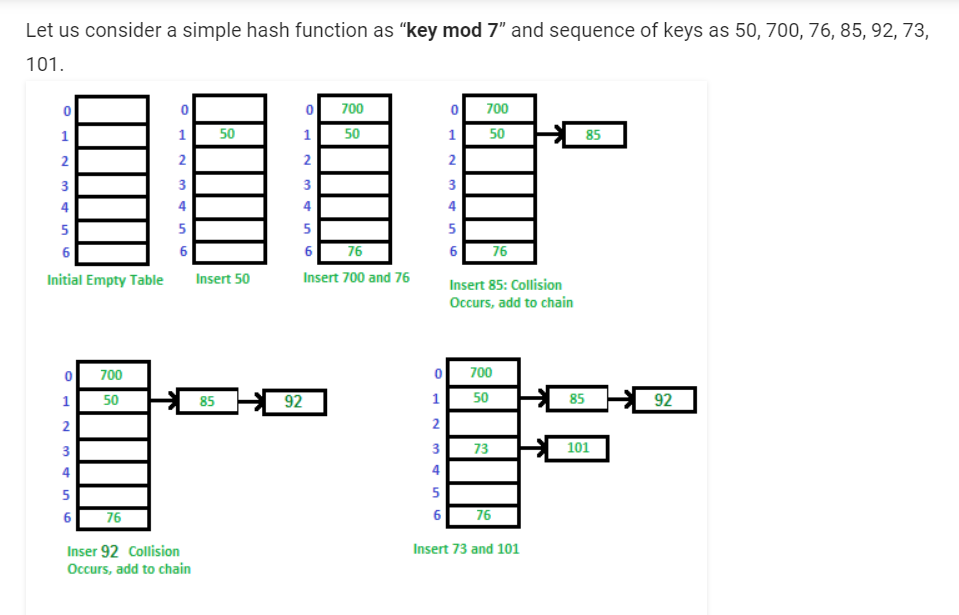 Let us consider a simple hash function as “key mod 7” and sequence of keys as 50, 700, 76, 85, 92, 73,
101.
0 0 0 700 0 700
1 1 50 1 50 1 50 85
2 2 2 2
3 3 3 3
4 4 4 4
5 5 5 5
6 6 6 76 6 76
Initial Empty Table Insert 50 Insert 700 and 76 Insert 85: Collision
Occurs, add to chain
0 700 0 700
1 50 85 92 1 50 85 92
2 2
3 3 73 101
4 4
5 5
6 76 6 76
Inser 92 Collision
Occurs, add to chain
Insert 73 and 101